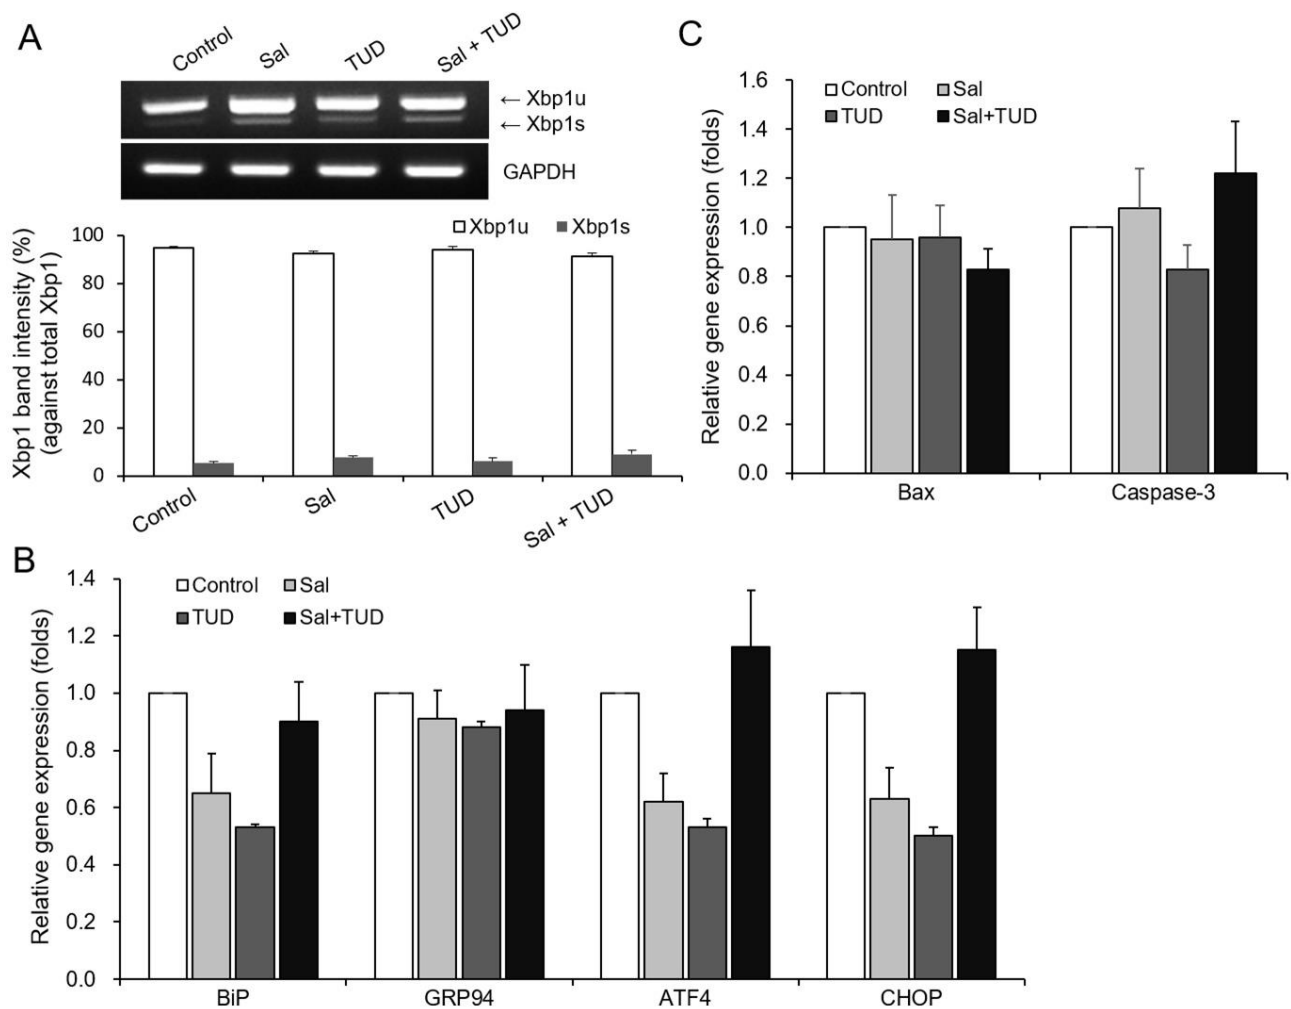 A
Control
Sal
TUD
Sal + TUD
← Xbp1u
← Xbp1s
GAPDH
Xbp1 band intensity (%)
(against total Xbp1)
100
80
60
40
20
0
Xbp1u
Xbp1s
Control
Sal
TUD
Sal + TUD
C
Relative gene expression (folds)
1.6
1.4
1.2
1.0
0.8
0.6
0.4
0.2
0.0
Control
Sal
TUD
Sal+TUD
Bax
Caspase-3
B
Relative gene expression (folds)
1.4
1.2
1.0
0.8
0.6
0.4
0.2
0.0
Control
Sal
TUD
Sal+TUD
BiP
GRP94
ATF4
CHOP